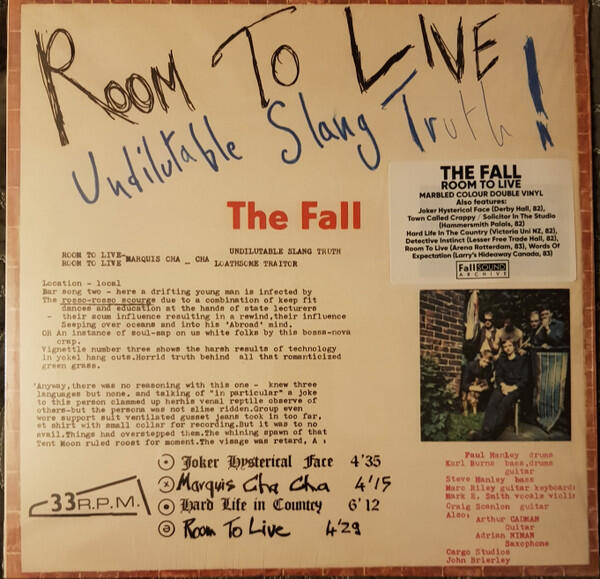 ROOM TO LIVE
Undilutable Slang Truth!
THE FALL
ROOM TO LIVE
MARBLED COLOUR DOUBLE VINYL
Also features:
Joker Hysterical Face (Derby Hall, 82),
Town Called Crappy / Solicitor In The Studio
(Hammersmith Palais, 82)
Hard Life In The Country (Victoria Uni NZ, 82),
Detective Instinct (Lesser Free Trade Hall, 82),
Room To Live (Arena Rotterdam, 83), Words Of
Expectation (Larry's Hideaway Canada, 83)
Fall SOUND
ARCHIVE
The Fall
ROOM TO LIVE- UNDILUTABLE SLANG TRUTH
ROOM TO LIVE MARQUIS CHA _ CHA LOATHSOME TRAITOR
Location - local
Bar song two - here a drifting young man is infected by
The rosso-rosso scourge due to a combination of keep fit
dances and education at the hands of state lecturers
- their scum influence resulting in a rewind,their influence
Seeping over oceans and into his 'Abroad' mind.
OR An instance of soul-sap on us white folks by this bossa-nova
crap.
Vignettle number three shows the harsh results of technology
in yokel hang outs.Horrid truth behind all that romanticized
green grass.
'Anyway,there was no reasoning with this one - knew three
languages but none, and talking of "in particular" a joke
to this person clammed up herhis venal reptile observe of
others-but the persona was not slime ridden.Group even
wore support suit ventilated gusset jeans took in too far,
et shirt with small collar for recording.But it was to no
avail.Things had overstepped them.The whining spawn of that
Tent Moon ruled roost for moment.The visage was retard, A ;
33 R.P.M.
Joker Hysterical Face 4'35
Marquis Cha Cha 4'15
Hard Life in Country 6'12
Room To Live 4'29
Paul Hanley drums
Karl Burns bass,drums
guitar
Steve Hanley bass
Marc Riley guitar keyboard:
Mark E. Smith vocals violin
Craig Scanlon guitar
Also;
Arthur CADMAN
Guitar
Adrian NIMAN
Saxophone
Cargo Studios
John Brierley